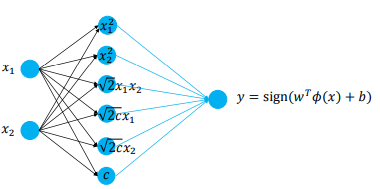 x₁²
x₂²
x₁
√2x₁x₂
y = sign(wᵀϕ(x) + b)
√2cx₁
x₂
√2cx₂
c